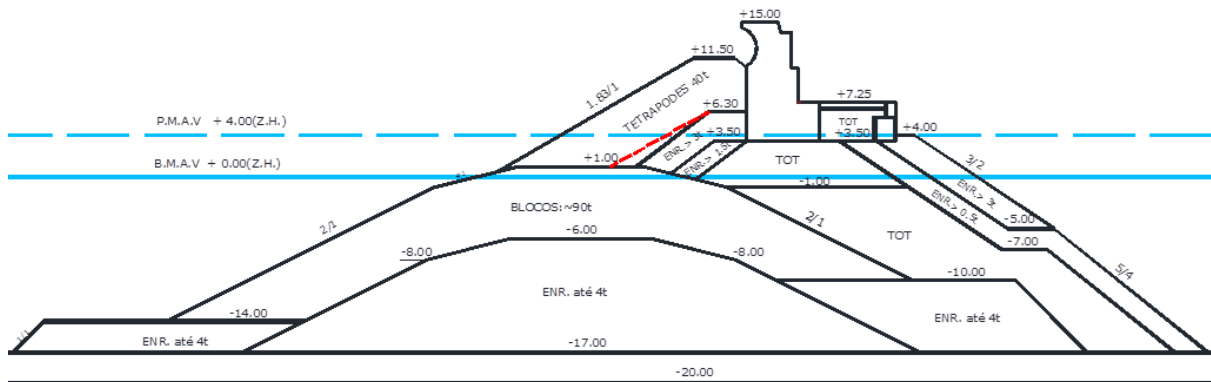 +15.00
+11.50
1.83/1
TETRAPODES 40t
+7.25
+6.30
P.M.A.V + 4.00(Z.H.)
TOT
+3.50
+3.50
+4.00
ENR.> 3t
ENR.> 1.5t
B.M.A.V + 0.00(Z.H.)
+1.00
TOT
3/2
-1.00
ENR.> 3t
ENR.> 0.5t
BLOCOS:~90t
2/1
2/1
-5.00
-6.00
TOT
-7.00
-8.00
-8.00
5/4
-10.00
ENR. até 4t
-14.00
ENR. até 4t
ENR. até 4t
1/1
-17.00
-20.00